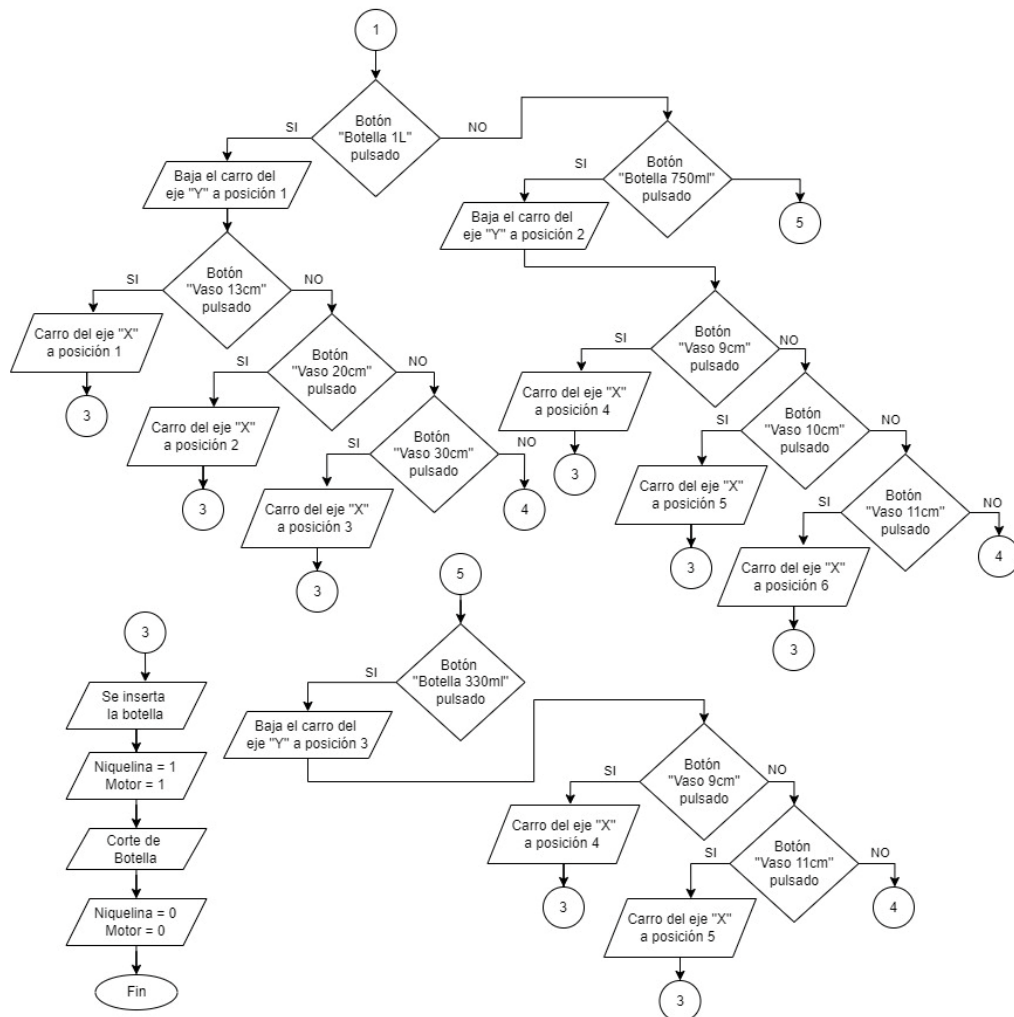 1
Botón
"Botella 1L"
pulsado
SI
NO
Baja el carro del
eje "Y" a posición 1
Botón
"Vaso 13cm"
pulsado
SI
NO
Carro del eje "X"
a posición 1
3
Botón
"Vaso 20cm"
pulsado
SI
NO
Carro del eje "X"
a posición 2
3
Botón
"Vaso 30cm"
pulsado
SI
NO
Carro del eje "X"
a posición 3
3
4
Botón
"Botella 750ml"
pulsado
SI
NO
5
Baja el carro del
eje "Y" a posición 2
Botón
"Vaso 9cm"
pulsado
SI
NO
Carro del eje "X"
a posición 4
3
Botón
"Vaso 10cm"
pulsado
SI
NO
Carro del eje "X"
a posición 5
3
Botón
"Vaso 11cm"
pulsado
SI
NO
Carro del eje "X"
a posición 6
3
4
3
Se inserta
la botella
Niquelina = 1
Motor = 1
Corte de
Botella
Niquelina = 0
Motor = 0
Fin
5
Botón
"Botella 330ml"
pulsado
SI
Baja el carro del
eje "Y" a posición 3
Botón
"Vaso 9cm"
pulsado
SI
NO
Carro del eje "X"
a posición 4
3
Botón
"Vaso 11cm"
pulsado
SI
NO
Carro del eje "X"
a posición 5
3
4